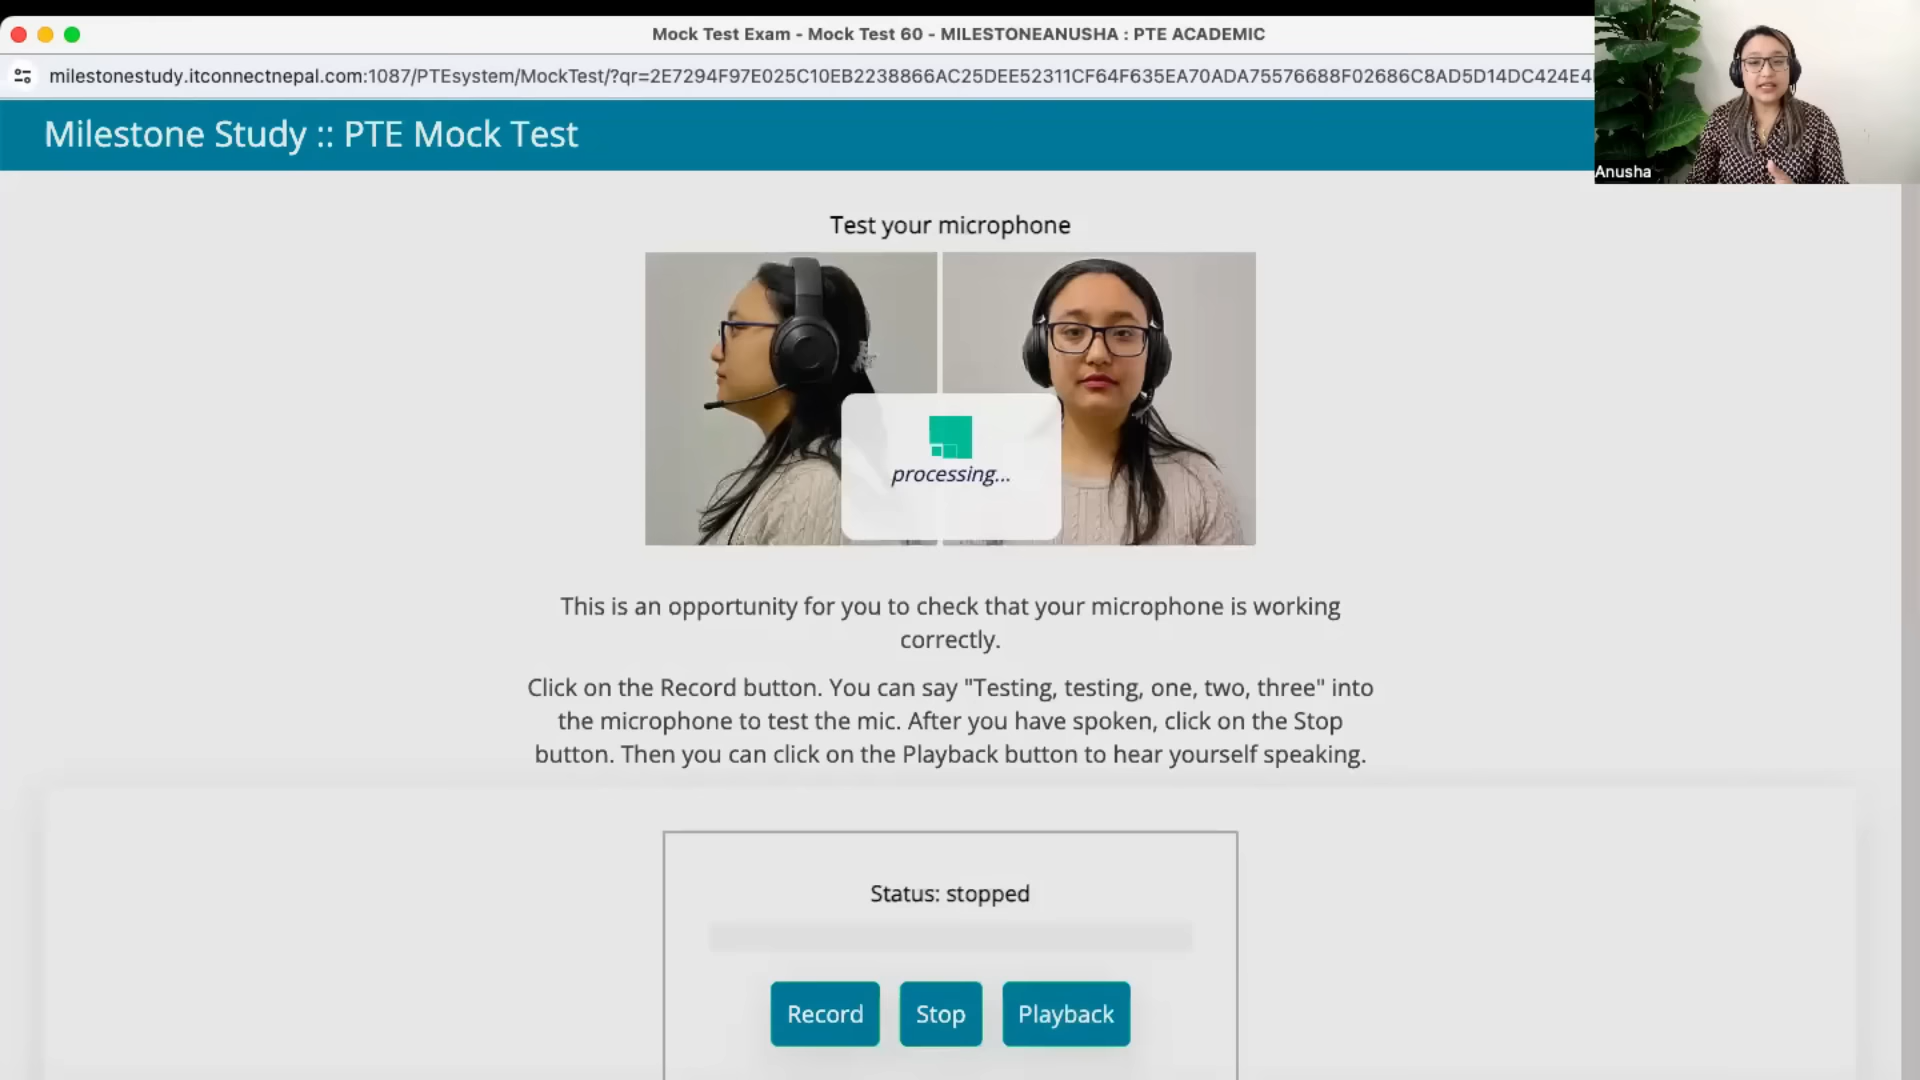 Mock Test Exam - Mock Test 60 - MILESTONEANUSHA : PTE ACADEMIC
milestonestudy.itconnectnepal.com:1087/PTEsystem/MockTest/?qr=2E7294F97E025C10EB2238866AC25DEE52311CF64F635EA70ADA75576688F02686C8AD5D14DC424E4
Anusha
Milestone Study :: PTE Mock Test
Test your microphone
processing...
This is an opportunity for you to check that your microphone is working
correctly.
Click on the Record button. You can say "Testing, testing, one, two, three" into
the microphone to test the mic. After you have spoken, click on the Stop
button. Then you can click on the Playback button to hear yourself speaking.
Status: stopped
Record Stop Playback